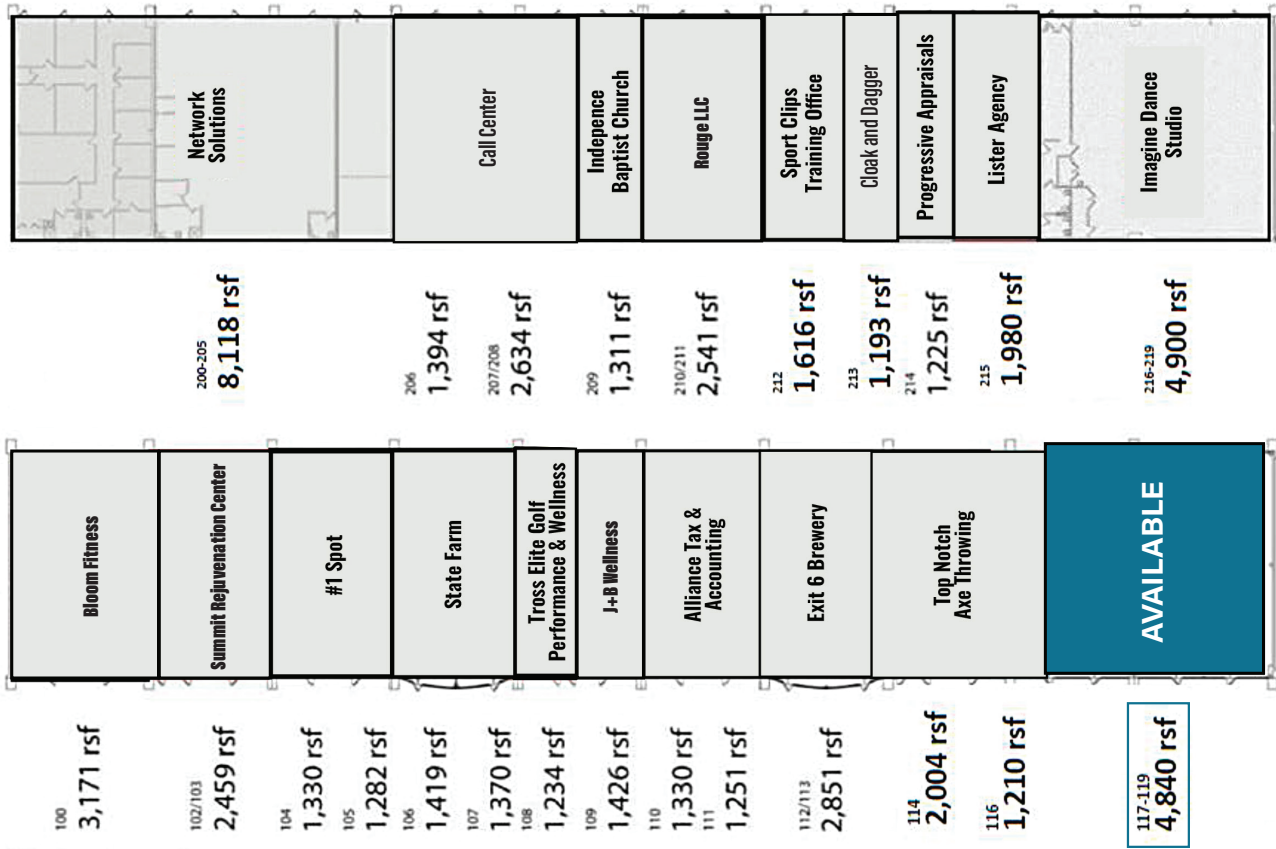 Network
Solutions
Call Center
Indepence
Baptist Church
Rouge LLC
Sport Clips
Training Office
Cloak and Dagger
Progressive Appraisals
Lister Agency
Imagine Dance
Studio
200-205
8,118 rsf
206
1,394 rsf
207/208
2,634 rsf
209
1,311 rsf
210/211
2,541 rsf
212
1,616 rsf
213
1,193 rsf
214
1,225 rsf
215
1,980 rsf
216-219
4,900 rsf
Bloom Fitness
Summit Rejuvenation Center
#1 Spot
State Farm
Tross Elite Golf
Performance & Wellness
J+B Wellness
Alliance Tax &
Accounting
Exit 6 Brewery
Top Notch
Axe Throwing
AVAILABLE
100
3,171 rsf
102/103
2,459 rsf
104
1,330 rsf
105
1,282 rsf
106
1,419 rsf
107
1,370 rsf
108
1,234 rsf
109
1,426 rsf
110
1,330 rsf
111
1,251 rsf
112/113
2,851 rsf
114
2,004 rsf
116
1,210 rsf
117-119
4,840 rsf